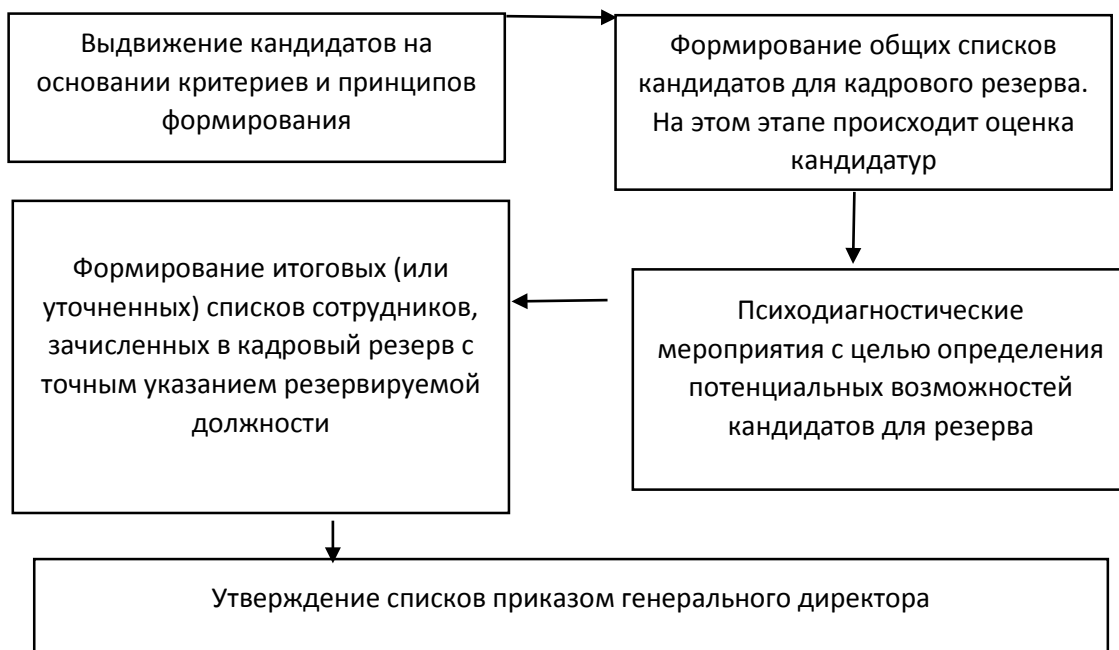 Выдвижение кандидатов на
основании критериев и принципов
формирования
Формирование общих списков
кандидатов для кадрового резерва.
На этом этапе происходит оценка
кандидатур
Психодиагностические
мероприятия с целью определения
потенциальных возможностей
кандидатов для резерва
Формирование итоговых (или
уточненных) списков сотрудников,
зачисленных в кадровый резерв с
точным указанием резервируемой
должности
Утверждение списков приказом генерального директора